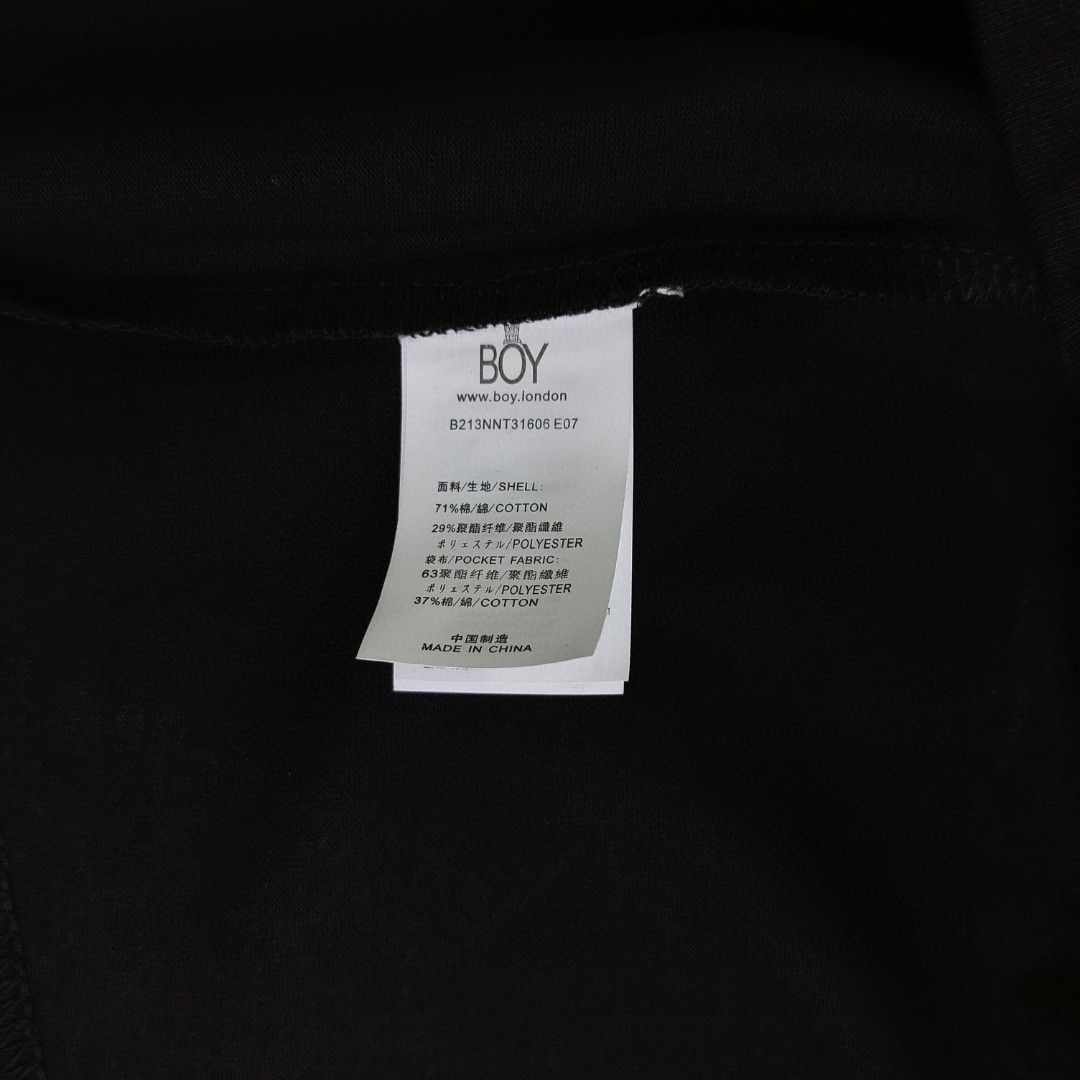 BOY
www.boy.london
B213NNT31606 E07
面料/生地/SHELL:
71%棉/綿/COTTON
29%聚酯纤维/聚酯纖維
ポリェステル/POLYESTER
袋布/POCKET FABRIC:
63聚酯纤维/聚酯纖維
ポリェステル/POLYESTER
37%棉/綿/COTTON
中国制造
MADE IN CHINA